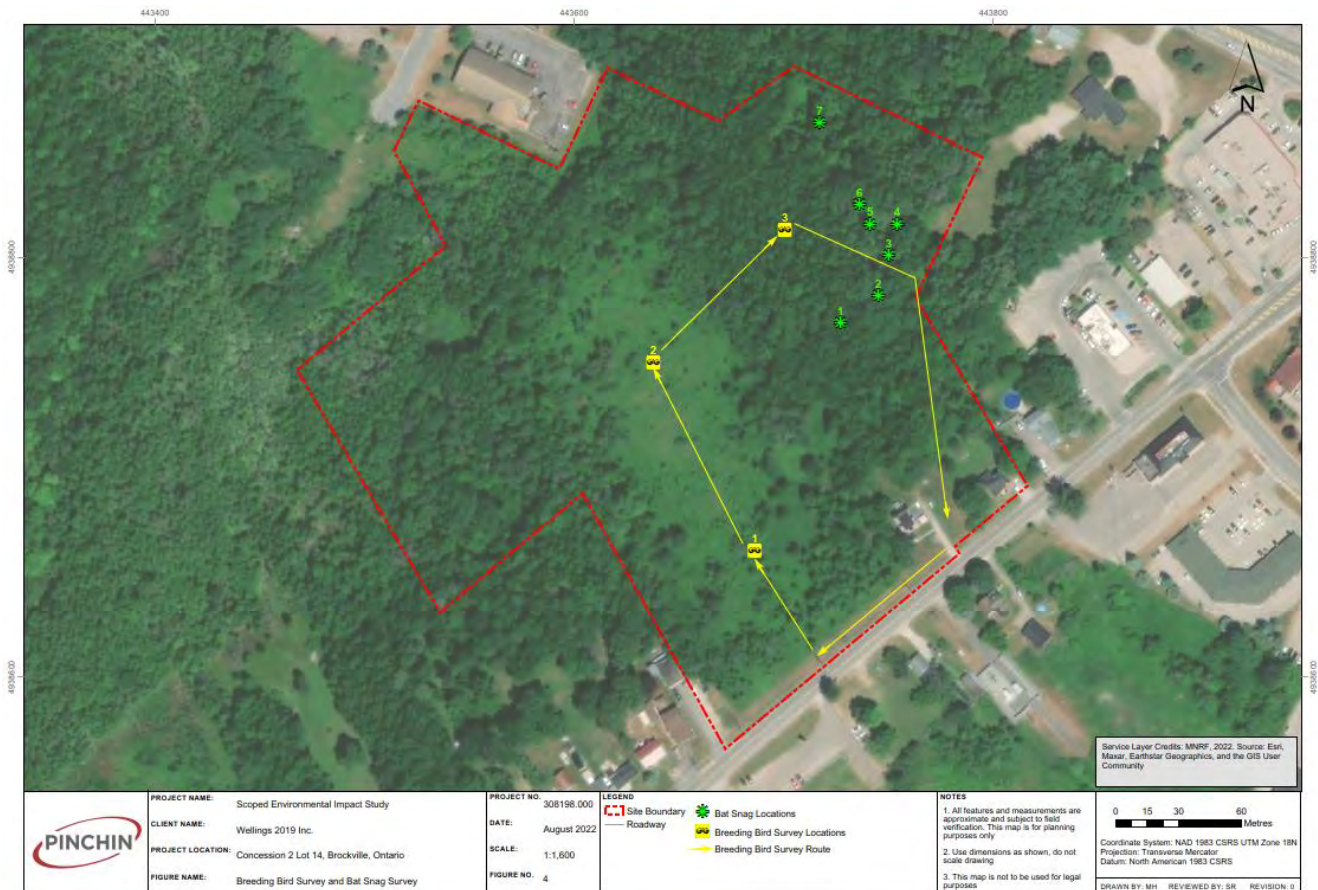 443400
443600
443800
N
7
6
5
4
3
3
2
1
2
1
4938800
4938800
4938600
4938600
Service Layer Credits: MNRF, 2022. Source: Esri,
Maxar, Earthstar Geographics, and the GIS User
Community
PINCHIN
PROJECT NAME: Scoped Environmental Impact Study
CLIENT NAME: Wellings 2019 Inc.
PROJECT LOCATION: Concession 2 Lot 14, Brockville, Ontario
FIGURE NAME: Breeding Bird Survey and Bat Snag Survey
PROJECT NO. 308198.000
DATE: August 2022
SCALE: 1:1,600
FIGURE NO. 4
LEGEND
Site Boundary
Roadway
Bat Snag Locations
Breeding Bird Survey Locations
Breeding Bird Survey Route
NOTES
1. All features and measurements are
approximate and subject to field
verification. This map is for planning
purposes only
2. Use dimensions as shown, do not
scale drawing
3. This map is not to be used for legal
purposes
0 15 30 60
Metres
Coordinate System: NAD 1983 CSRS UTM Zone 18N
Projection: Transverse Mercator
Datum: North American 1983 CSRS
DRAWN BY: MH REVIEWED BY: SR REVISION: 0